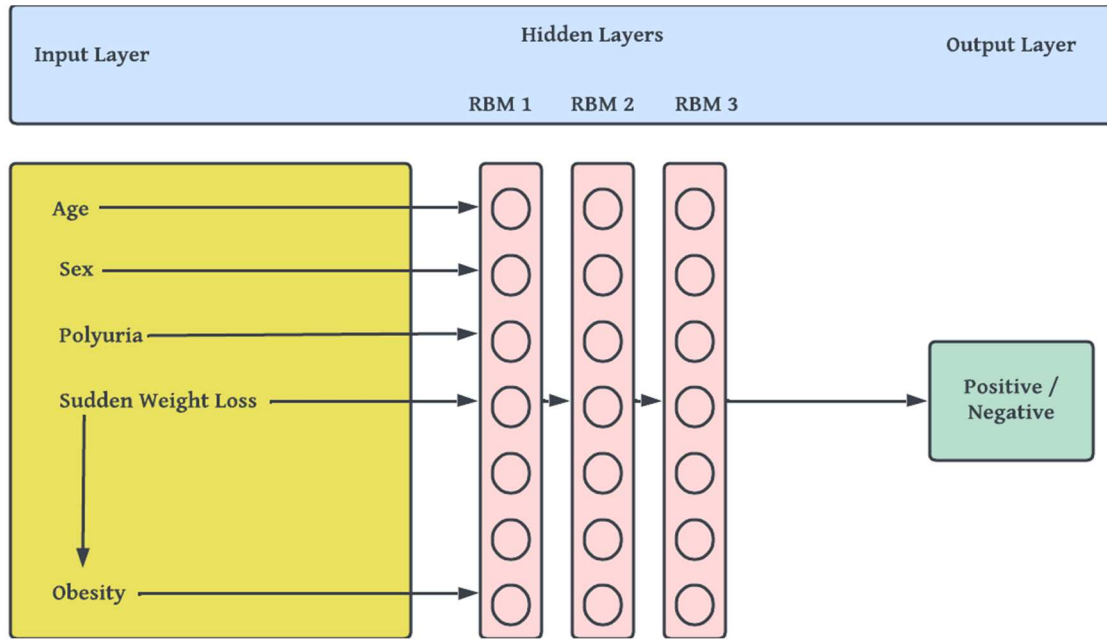 Input Layer
Hidden Layers
Output Layer
RBM 1
RBM 2
RBM 3
Age
Sex
Polyuria
Sudden Weight Loss
Obesity
Positive /
Negative